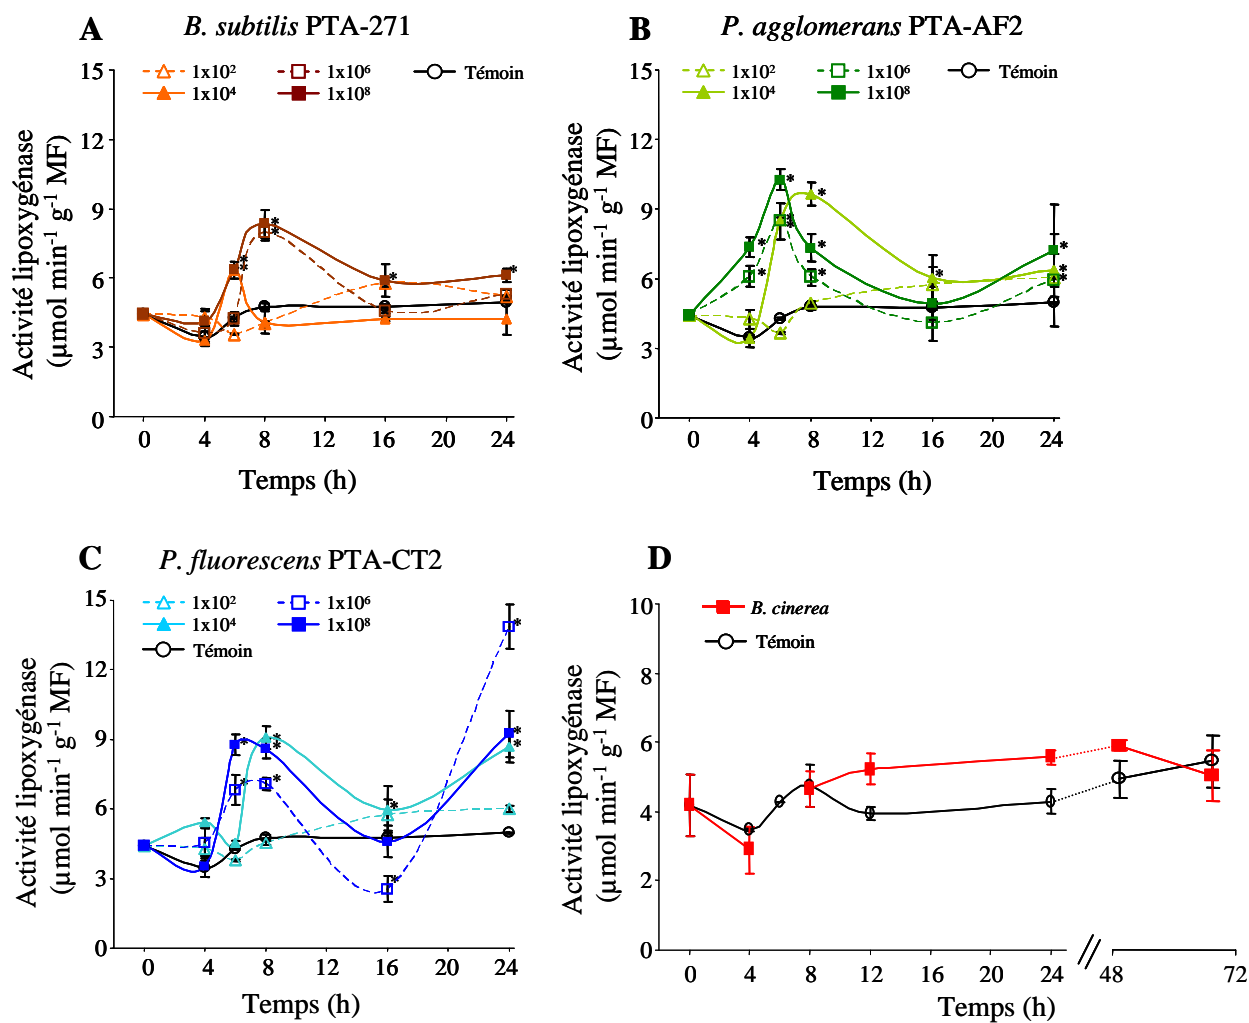 A
B. subtilis PTA-271
1x10²
1x10⁶
Témoin
1x10⁴
1x10⁸
15
12
9
6
3
0
Activité lipoxygénase
(µmol min⁻¹ g⁻¹ MF)
0 4 8 12 16 20 24
Temps (h)
* * * * * *
B
P. agglomerans PTA-AF2
1x10²
1x10⁶
Témoin
1x10⁴
1x10⁸
15
12
9
6
3
0
Activité lipoxygénase
(µmol min⁻¹ g⁻¹ MF)
0 4 8 12 16 20 24
Temps (h)
* * * * * * * * * * * *
C
P. fluorescens PTA-CT2
1x10²
1x10⁶
1x10⁴
1x10⁸
Témoin
15
12
9
6
3
0
Activité lipoxygénase
(µmol min⁻¹ g⁻¹ MF)
0 4 8 12 16 20 24
Temps (h)
* * * * * * * * * *
D
B. cinerea
Témoin
10
8
6
4
2
0
Activité lipoxygénase
(µmol min⁻¹ g⁻¹ MF)
0 4 8 12 16 20 24 // 48 72
Temps (h)